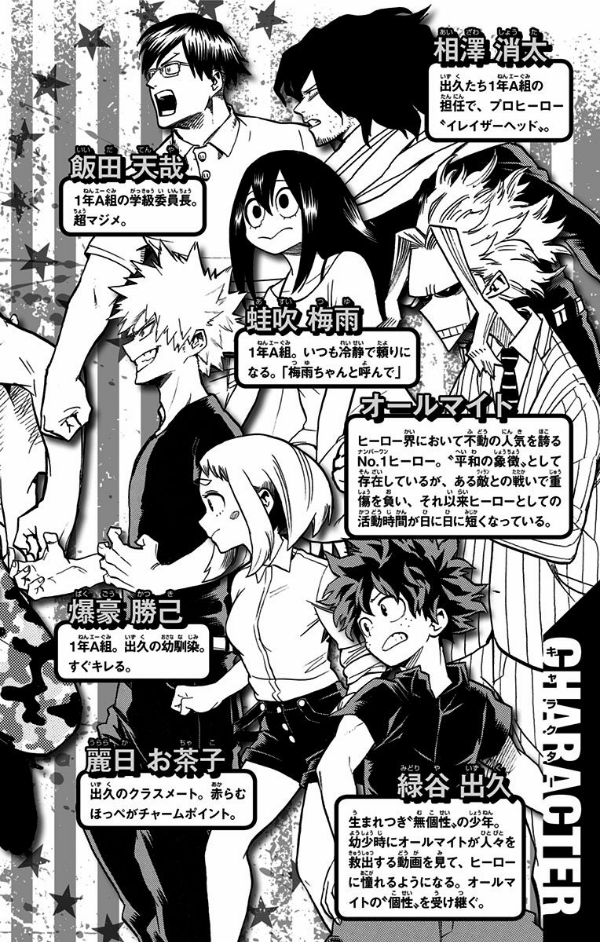 相澤 消太
出久たち1年A組の
担任で、プロヒーロー
〝イレイザーヘッド〟。
飯田 天哉
1年A組の学級委員長。
超マジメ。
蛙吹 梅雨
1年A組。いつも冷静で頼りに
なる。「梅雨ちゃんと呼んで」
オールマイト
ヒーロー界において不動の人気を誇る
No.1ヒーロー。〝平和の象徴〟として
存在しているが、ある敵との戦いで重
傷を負い、それ以来ヒーローとしての
活動時間が日に日に短くなっている。
爆豪 勝己
1年A組。出久の幼馴染。
すぐキレる。
麗日 お茶子
出久のクラスメート。赤らむ
ほっぺがチャームポイント。
緑谷 出久
生まれつき〝無個性〟の少年。
幼少時にオールマイトが人々を
救出する動画を見て、ヒーロー
に憧れるようになる。オールマ
イトの〝個性〟を受け継ぐ。
CHARACTER
キャラクター